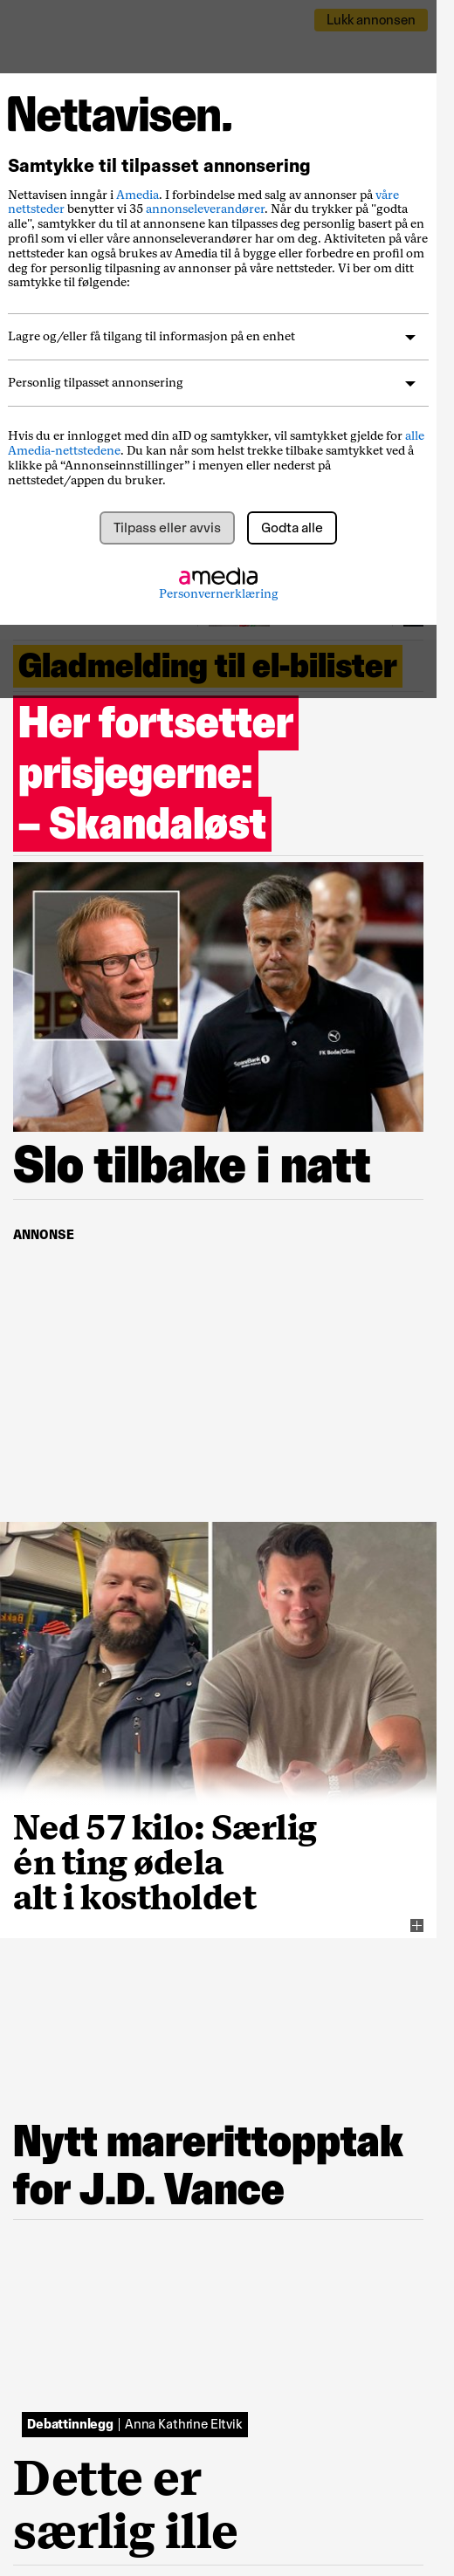 Lukk annonsen
Nettavisen.
Samtykke til tilpasset annonsering
Nettavisen inngår i Amedia. I forbindelse med salg av annonser på våre
nettsteder benytter vi 35 annonseleverandører. Når du trykker på "godta
alle", samtykker du til at annonsene kan tilpasses deg personlig basert på en
profil som vi eller våre annonseleverandører har om deg. Aktiviteten på våre
nettsteder kan også brukes av Amedia til å bygge eller forbedre en profil om
deg for personlig tilpasning av annonser på våre nettsteder. Vi ber om ditt
samtykke til følgende:
Lagre og/eller få tilgang til informasjon på en enhet
Personlig tilpasset annonsering
Hvis du er innlogget med din aID og samtykker, vil samtykket gjelde for alle
Amedia-nettstedene. Du kan når som helst trekke tilbake samtykket ved å
klikke på “Annonseinnstillinger” i menyen eller nederst på
nettstedet/appen du bruker.
Tilpass eller avvis
Godta alle
amedia
Personvernerklæring
Gladmelding til el-bilister
Her fortsetter
prisjegerne:
– Skandaløst
SpareBank 1
FK Bodø/Glimt
Slo tilbake i natt
ANNONSE
Ned 57 kilo: Særlig
én ting ødela
alt i kostholdet
Nytt marerittopptak
for J.D. Vance
Debattinnlegg | Anna Kathrine Eltvik
Dette er
særlig ille